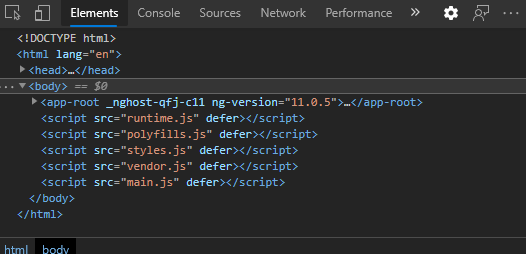 Elements Console Sources Network Performance »
<!DOCTYPE html>
<html lang="en">
<head>…</head>
<body> == $0
<app-root _nghost-qfj-c11 ng-version="11.0.5">…</app-root>
<script src="runtime.js" defer></script>
<script src="polyfills.js" defer></script>
<script src="styles.js" defer></script>
<script src="vendor.js" defer></script>
<script src="main.js" defer></script>
</body>
</html>
html body